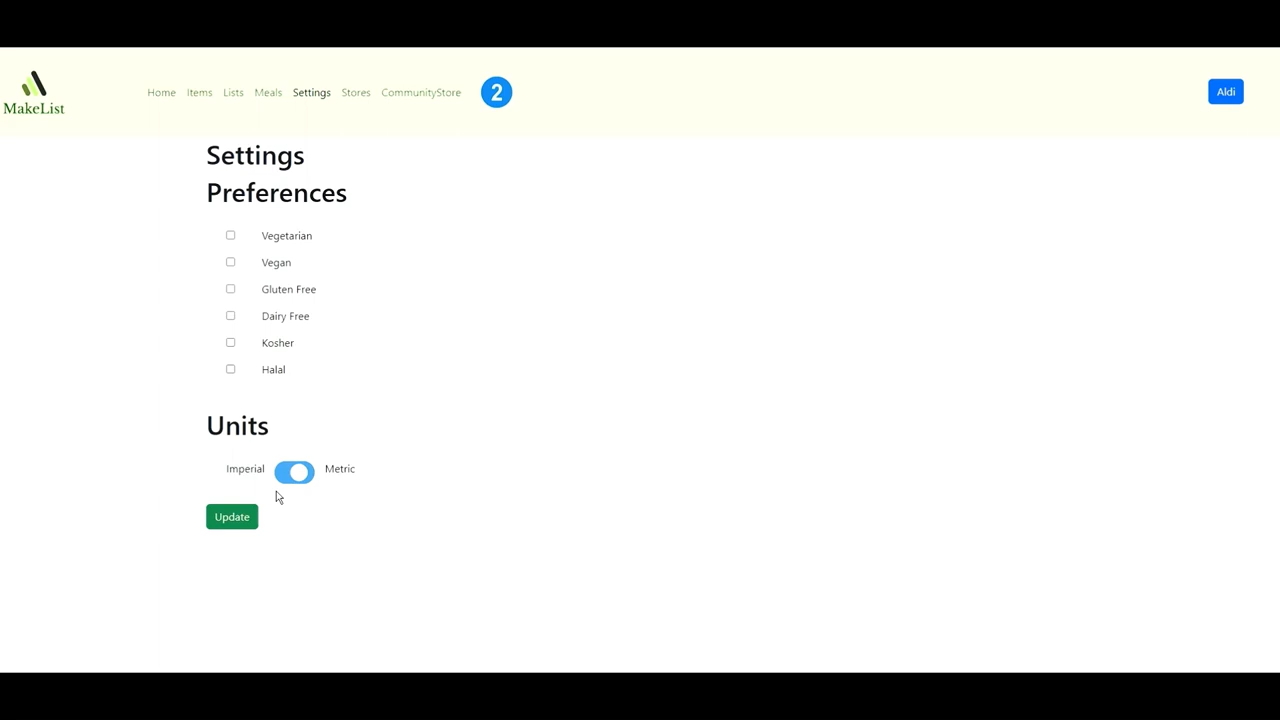 MakeList
Home Items Lists Meals Settings Stores CommunityStore 2 Aldi
Settings
Preferences
Vegetarian
Vegan
Gluten Free
Dairy Free
Kosher
Halal
Units
Imperial Metric
Update